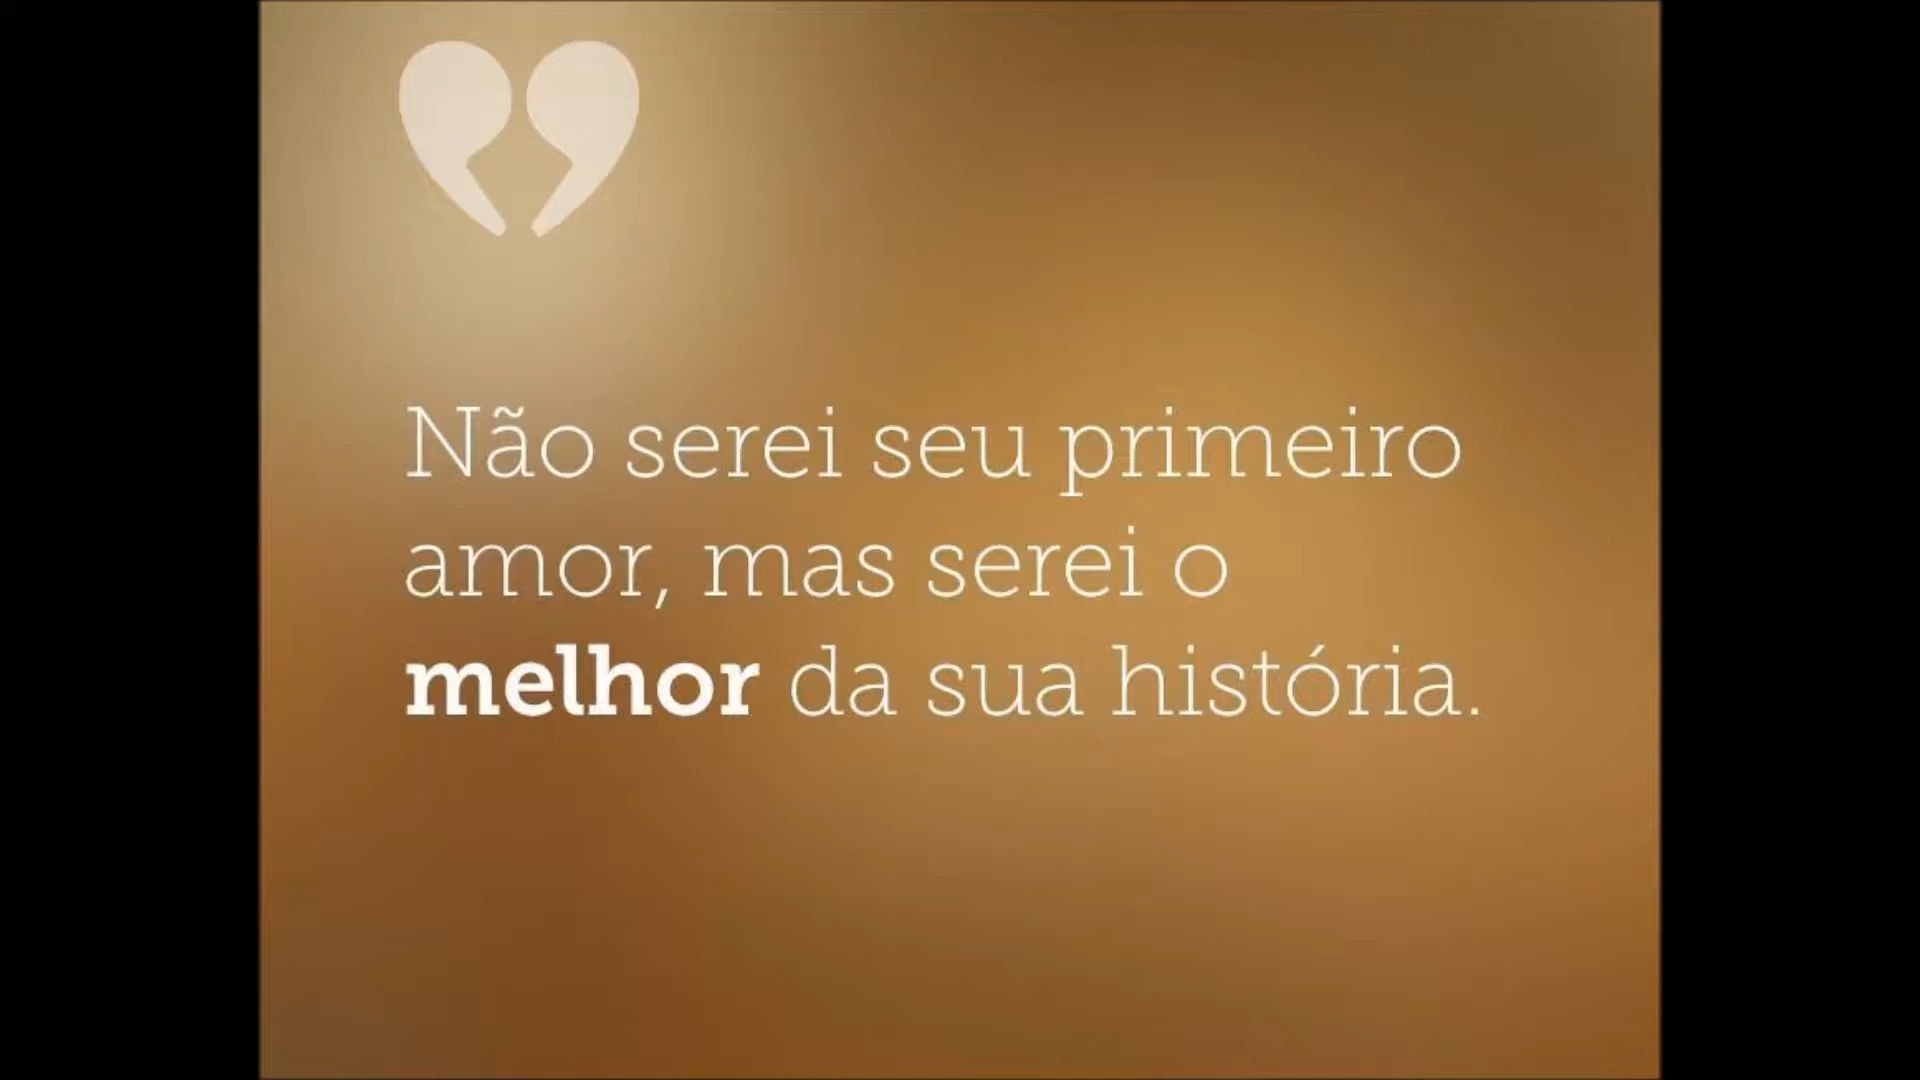 Não serei seu primeiro
amor, mas serei o
melhor da sua história.